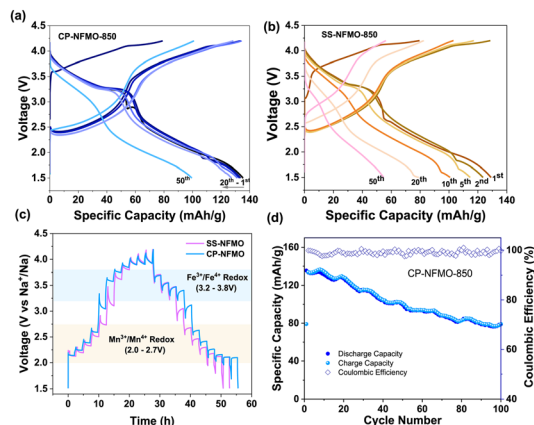 (a)
CP-NFMO-850
Voltage (V)
4.5
4.0
3.5
3.0
2.5
2.0
1.5
50th
20th - 1st
0 20 40 60 80 100 120 140
Specific Capacity (mAh/g)
(b)
SS-NFMO-850
Voltage (V)
4.5
4.0
3.5
3.0
2.5
2.0
1.5
50th 20th 10th 5th 2nd 1st
0 20 40 60 80 100 120 140
Specific Capacity (mAh/g)
(c)
SS-NFMO
CP-NFMO
Voltage (V vs Na⁺/Na)
4.5
4.0
3.5
3.0
2.5
2.0
1.5
Fe³⁺/Fe⁴⁺ Redox
(3.2 - 3.8V)
Mn³⁺/Mn⁴⁺ Redox
(2.0 - 2.7V)
0 10 20 30 40 50 60
Time (h)
(d)
CP-NFMO-850
Specific Capacity (mAh/g)
160
120
80
40
0
Coulombic Efficiency (%)
100
90
80
70
60
50
Discharge Capacity
Charge Capacity
Coulombic Efficiency
0 20 40 60 80 100
Cycle Number